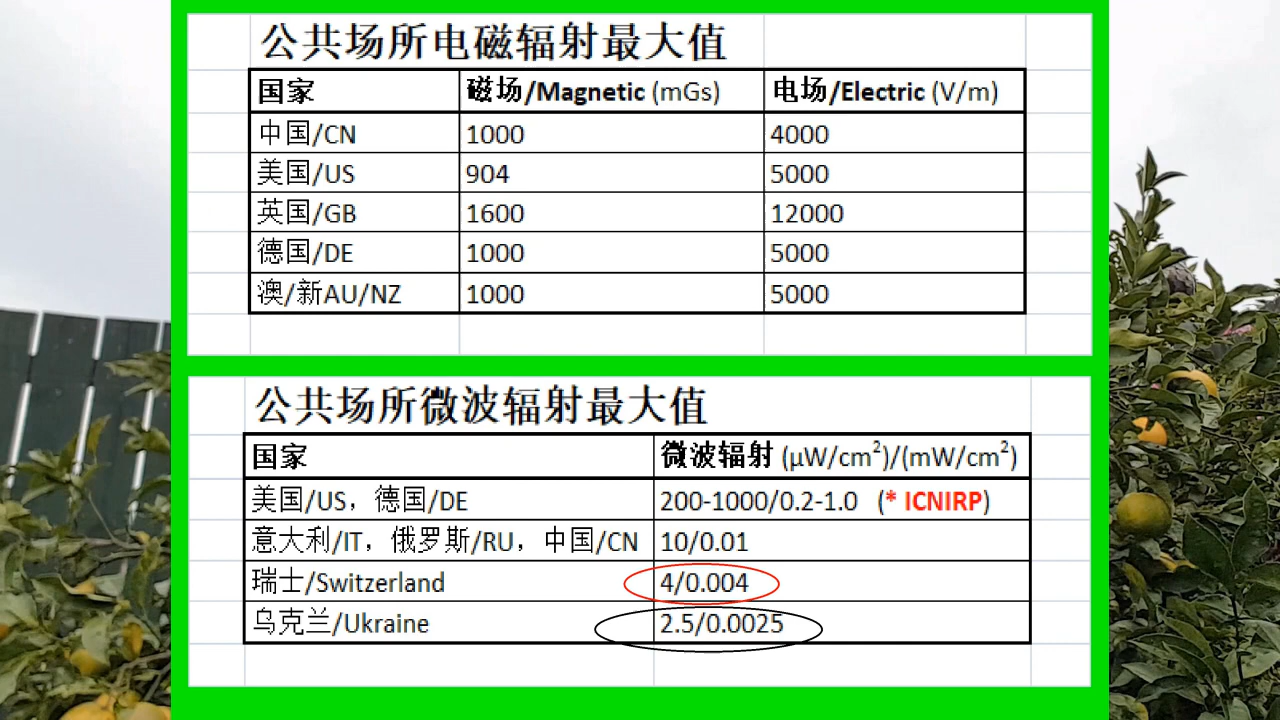 公共场所电磁辐射最大值
国家 磁场/Magnetic (mGs) 电场/Electric (V/m)
中国/CN 1000 4000
美国/US 904 5000
英国/GB 1600 12000
德国/DE 1000 5000
澳/新AU/NZ 1000 5000
公共场所微波辐射最大值
国家 微波辐射 (µW/cm²)/(mW/cm²)
美国/US，德国/DE 200-1000/0.2-1.0 (* ICNIRP)
意大利/IT，俄罗斯/RU，中国/CN 10/0.01
瑞士/Switzerland 4/0.004
乌克兰/Ukraine 2.5/0.0025